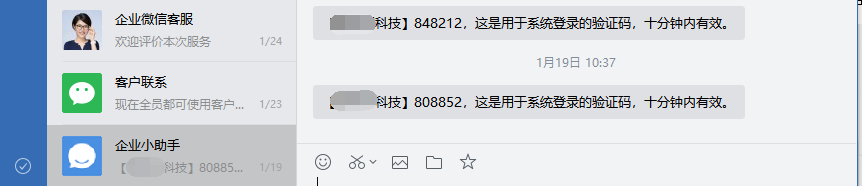 企业微信客服
欢迎评价本次服务 1/24
客户联系
现在全员都可使用客户... 1/23
企业小助手
【科技】80885... 1/19
科技】848212，这是用于系统登录的验证码，十分钟内有效。
1月19日 10:37
科技】808852，这是用于系统登录的验证码，十分钟内有效。